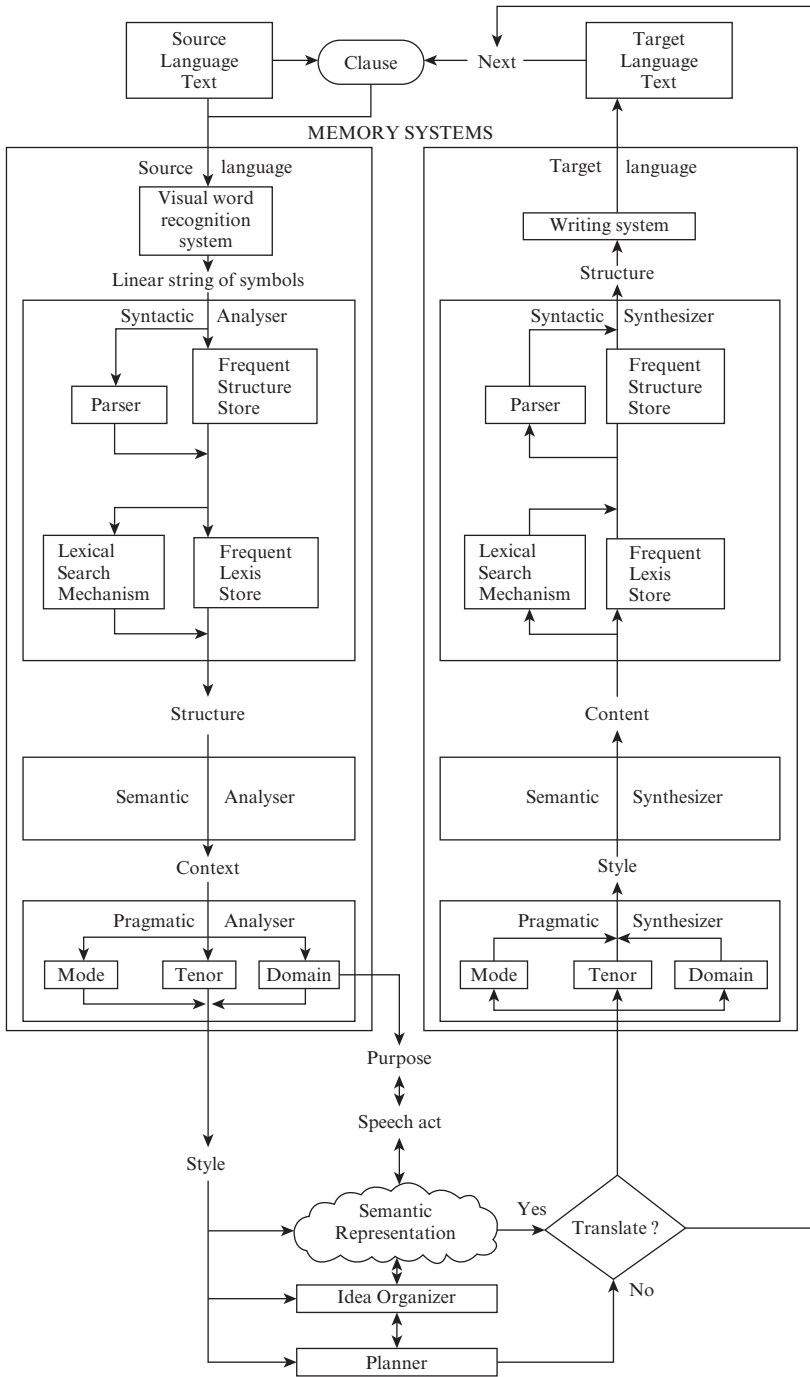 Source
Language
Text
Clause
Next
Target
Language
Text
MEMORY SYSTEMS
Source language
Visual word
recognition
system
Linear string of symbols
Syntactic Analyser
Frequent
Structure
Store
Parser
Lexical
Search
Mechanism
Frequent
Lexis
Store
Structure
Semantic Analyser
Context
Pragmatic Analyser
Mode
Tenor
Domain
Target language
Writing system
Structure
Syntactic Synthesizer
Frequent
Structure
Store
Parser
Lexical
Search
Mechanism
Frequent
Lexis
Store
Content
Semantic Synthesizer
Style
Pragmatic Synthesizer
Mode
Tenor
Domain
Purpose
Speech act
Style
Semantic
Representation
Yes
Translate ?
No
Idea Organizer
Planner